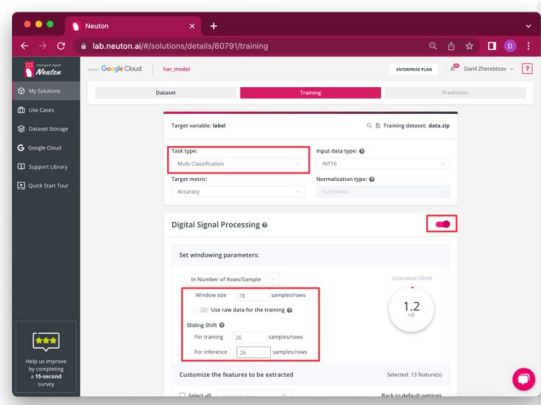 Neuton
lab.neuton.ai/#/solutions/details/80791/training
D
Neuton
Google Cloud
har_model
ENTERPRISE PLAN
Danil Zherebtsov
?
My Solutions
Use Cases
Dataset Storage
Google Cloud
Support Library
Quick Start Tour
Dataset
Training
Prediction
Target variable: label
Training dataset: data.zip
Task type:
Input data type:
Multi Classification
INT16
Target metric:
Normalization type:
Accuracy
Digital Signal Processing
Set windowing parameters:
In Number of Rows/Sample
Window size 78 samples/rows
Use raw data for the training
Sliding Shift
For training 26 samples/rows
For inference 26 samples/rows
Estimated SRAM
1.2
Customize the features to be extracted
Selected: 13 feature(s)
Select all
Back to default settings
Help us improve
by completing
a 15-second
survey